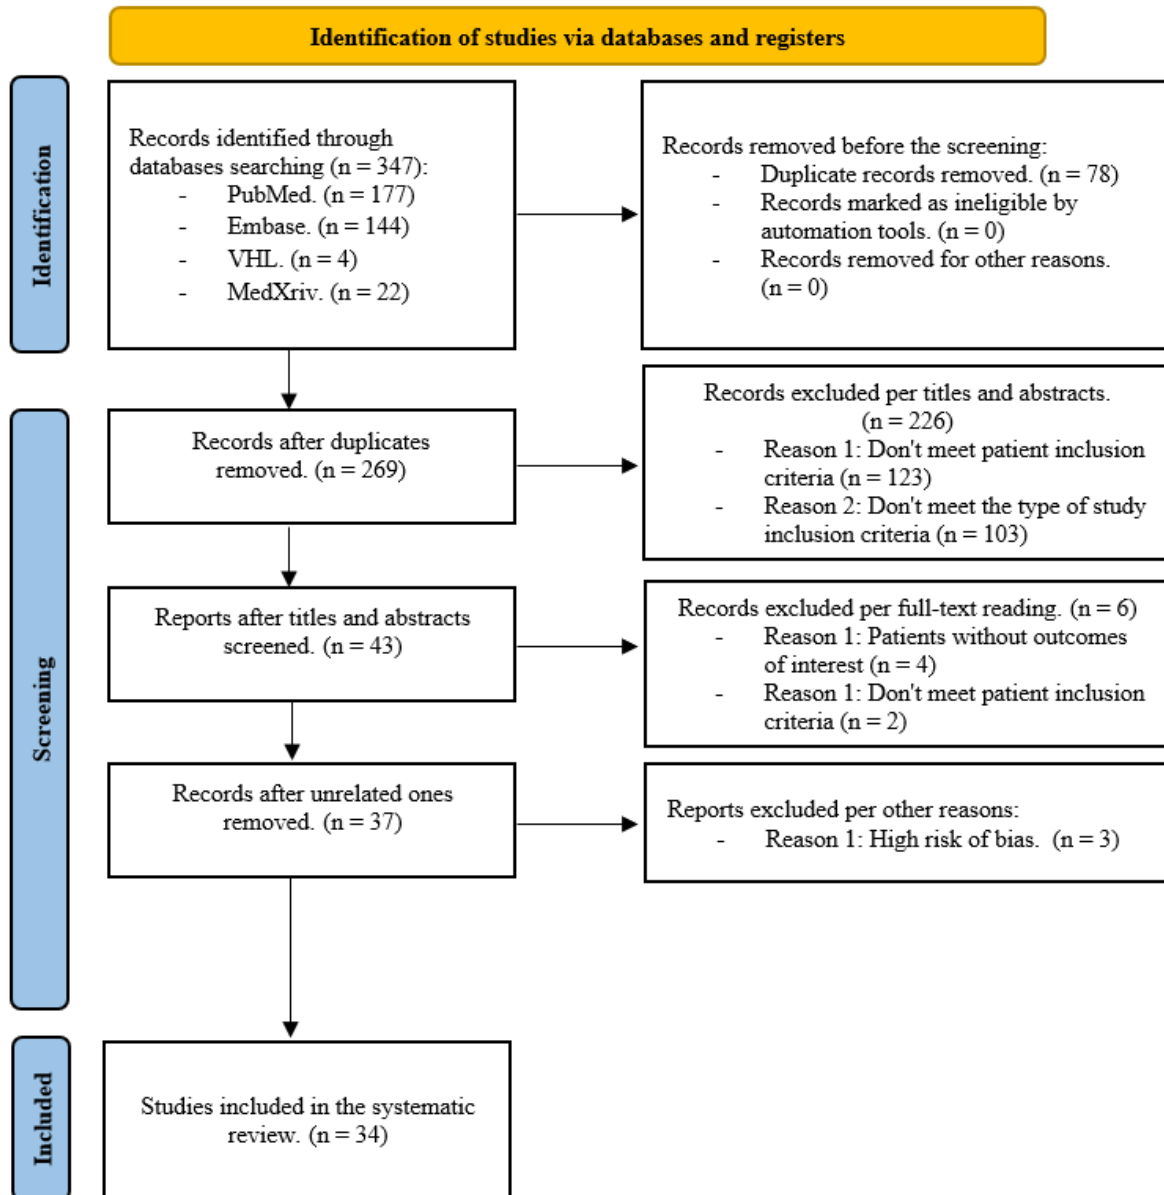 Identification of studies via databases and registers
Identification
Records identified through
databases searching (n = 347):
- PubMed. (n = 177)
- Embase. (n = 144)
- VHL. (n = 4)
- MedXriv. (n = 22)
Records removed before the screening:
- Duplicate records removed. (n = 78)
- Records marked as ineligible by
automation tools. (n = 0)
- Records removed for other reasons.
(n = 0)
Screening
Records after duplicates
removed. (n = 269)
Records excluded per titles and abstracts.
(n = 226)
- Reason 1: Don't meet patient inclusion
criteria (n = 123)
- Reason 2: Don't meet the type of study
inclusion criteria (n = 103)
Reports after titles and abstracts
screened. (n = 43)
Records excluded per full-text reading. (n = 6)
- Reason 1: Patients without outcomes
of interest (n = 4)
- Reason 1: Don't meet patient inclusion
criteria (n = 2)
Records after unrelated ones
removed. (n = 37)
Reports excluded per other reasons:
- Reason 1: High risk of bias. (n = 3)
Included
Studies included in the systematic
review. (n = 34)